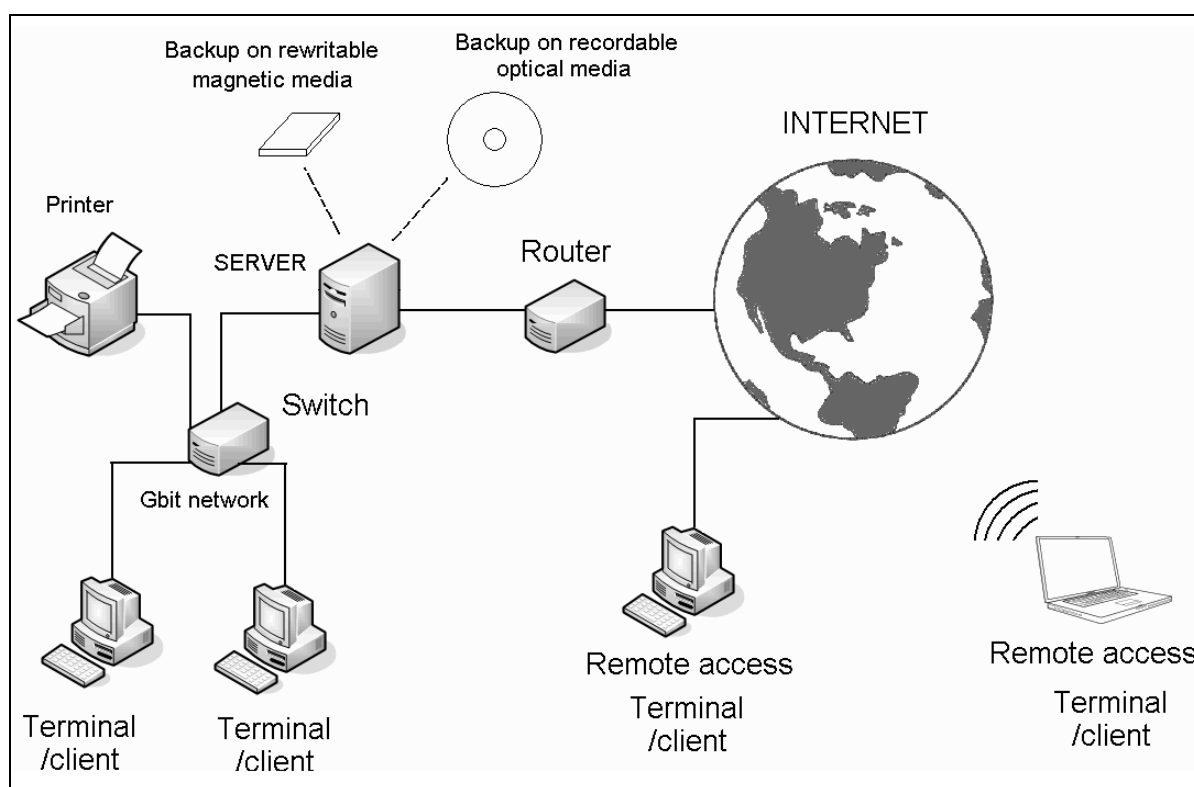 Backup on rewritable
magnetic media
Backup on recordable
optical media
INTERNET
Printer
SERVER
Router
Switch
Gbit network
Terminal
/client
Terminal
/client
Remote access
Terminal
/client
Remote access
Terminal
/client